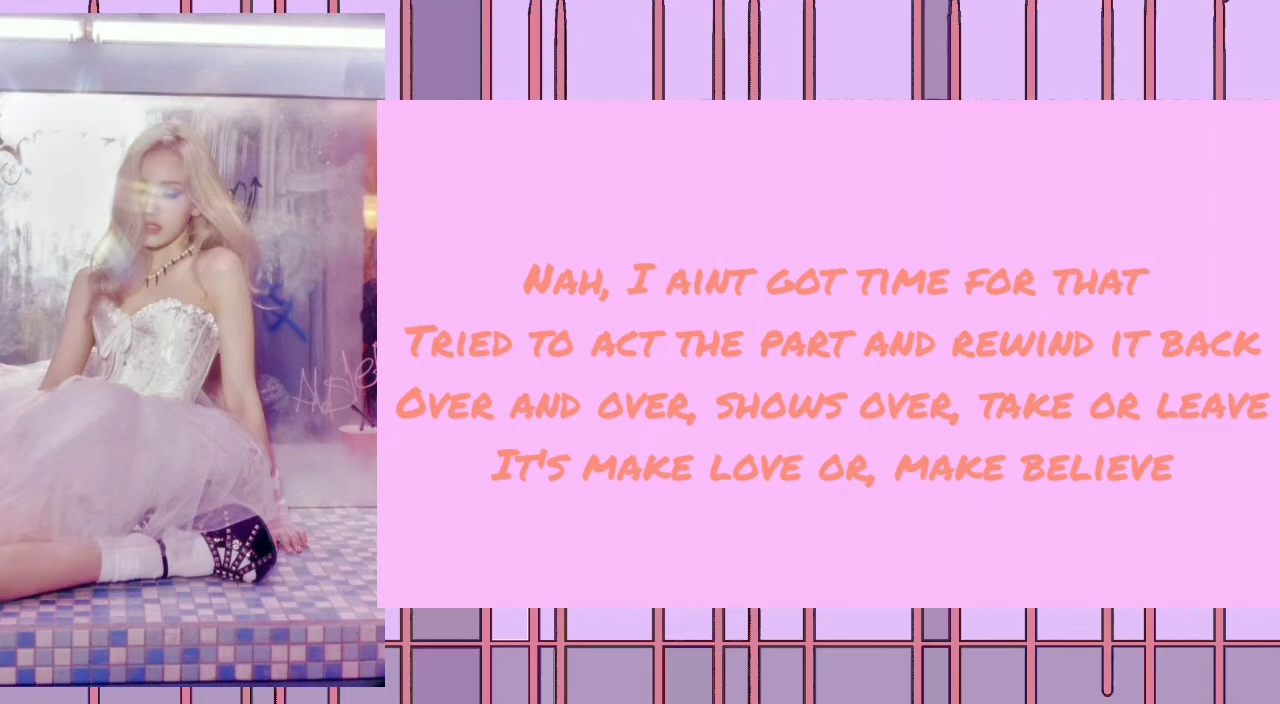 Nah, I aint got time for that
Tried to act the part and rewind it back
Over and over, shows over, take or leave
It's make love or, make believe